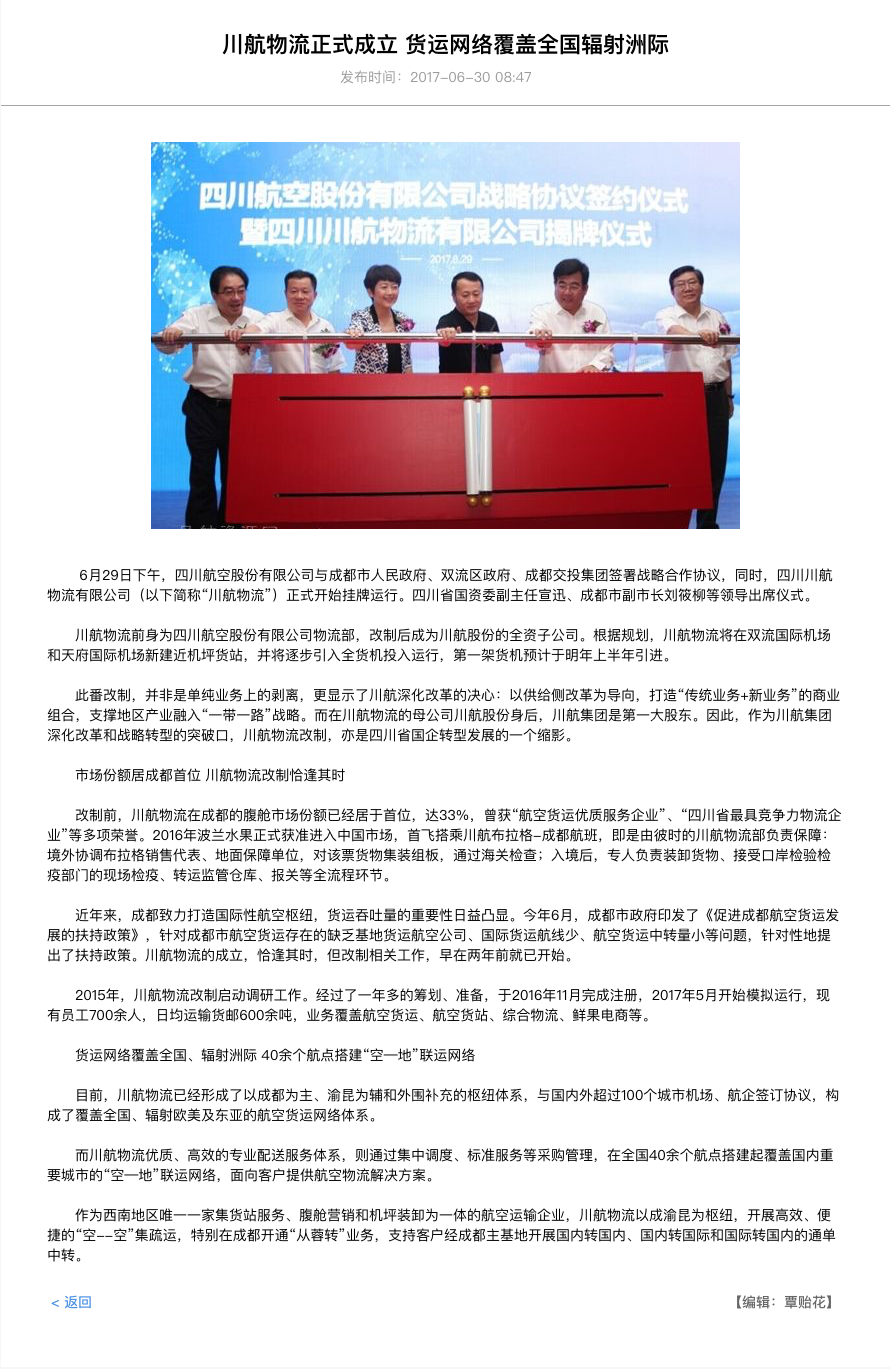 川航物流正式成立 货运网络覆盖全国辐射洲际
发布时间：2017-06-30 08:47
四川航空股份有限公司战略协议签约仪式
暨四川川航物流有限公司揭牌仪式
2017.6.29
6月29日下午，四川航空股份有限公司与成都市人民政府、双流区政府、成都交投集团签署战略合作协议，同时，四川川航
物流有限公司（以下简称“川航物流”）正式开始挂牌运行。四川省国资委副主任宣迅、成都市副市长刘筱柳等领导出席仪式。
川航物流前身为四川航空股份有限公司物流部，改制后成为川航股份的全资子公司。根据规划，川航物流将在双流国际机场
和天府国际机场新建近机坪货站，并将逐步引入全货机投入运行，第一架货机预计于明年上半年引进。
此番改制，并非是单纯业务上的剥离，更显示了川航深化改革的决心：以供给侧改革为导向，打造“传统业务+新业务”的商业
组合，支撑地区产业融入“一带一路”战略。而在川航物流的母公司川航股份身后，川航集团是第一大股东。因此，作为川航集团
深化改革和战略转型的突破口，川航物流改制，亦是四川省国企转型发展的一个缩影。
市场份额居成都首位 川航物流改制恰逢其时
改制前，川航物流在成都的腹舱市场份额已经居于首位，达33%，曾获“航空货运优质服务企业”、“四川省最具竞争力物流企
业”等多项荣誉。2016年波兰水果正式获准进入中国市场，首飞搭乘川航布拉格-成都航班，即是由彼时的川航物流部负责保障：
境外协调布拉格销售代表、地面保障单位，对该票货物集装组板，通过海关检查；入境后，专人负责装卸货物、接受口岸检验检
疫部门的现场检疫、转运监管仓库、报关等全流程环节。
近年来，成都致力打造国际性航空枢纽，货运吞吐量的重要性日益凸显。今年6月，成都市政府印发了《促进成都航空货运发
展的扶持政策》，针对成都市航空货运存在的缺乏基地货运航空公司、国际货运航线少、航空货运中转量小等问题，针对性地提
出了扶持政策。川航物流的成立，恰逢其时，但改制相关工作，早在两年前就已开始。
2015年，川航物流改制启动调研工作。经过了一年多的筹划、准备，于2016年11月完成注册，2017年5月开始模拟运行，现
有员工700余人，日均运输货邮600余吨，业务覆盖航空货运、航空货站、综合物流、鲜果电商等。
货运网络覆盖全国、辐射洲际 40余个航点搭建“空—地”联运网络
目前，川航物流已经形成了以成都为主、渝昆为辅和外围补充的枢纽体系，与国内外超过100个城市机场、航企签订协议，构
成了覆盖全国、辐射欧美及东亚的航空货运网络体系。
而川航物流优质、高效的专业配送服务体系，则通过集中调度、标准服务等采购管理，在全国40余个航点搭建起覆盖国内重
要城市的“空—地”联运网络，面向客户提供航空物流解决方案。
作为西南地区唯一一家集货站服务、腹舱营销和机坪装卸为一体的航空运输企业，川航物流以成渝昆为枢纽，开展高效、便
捷的“空--空”集疏运，特别在成都开通“从蓉转”业务，支持客户经成都主基地开展国内转国内、国内转国际和国际转国内的通单
中转。
< 返回
【编辑：覃贻花】